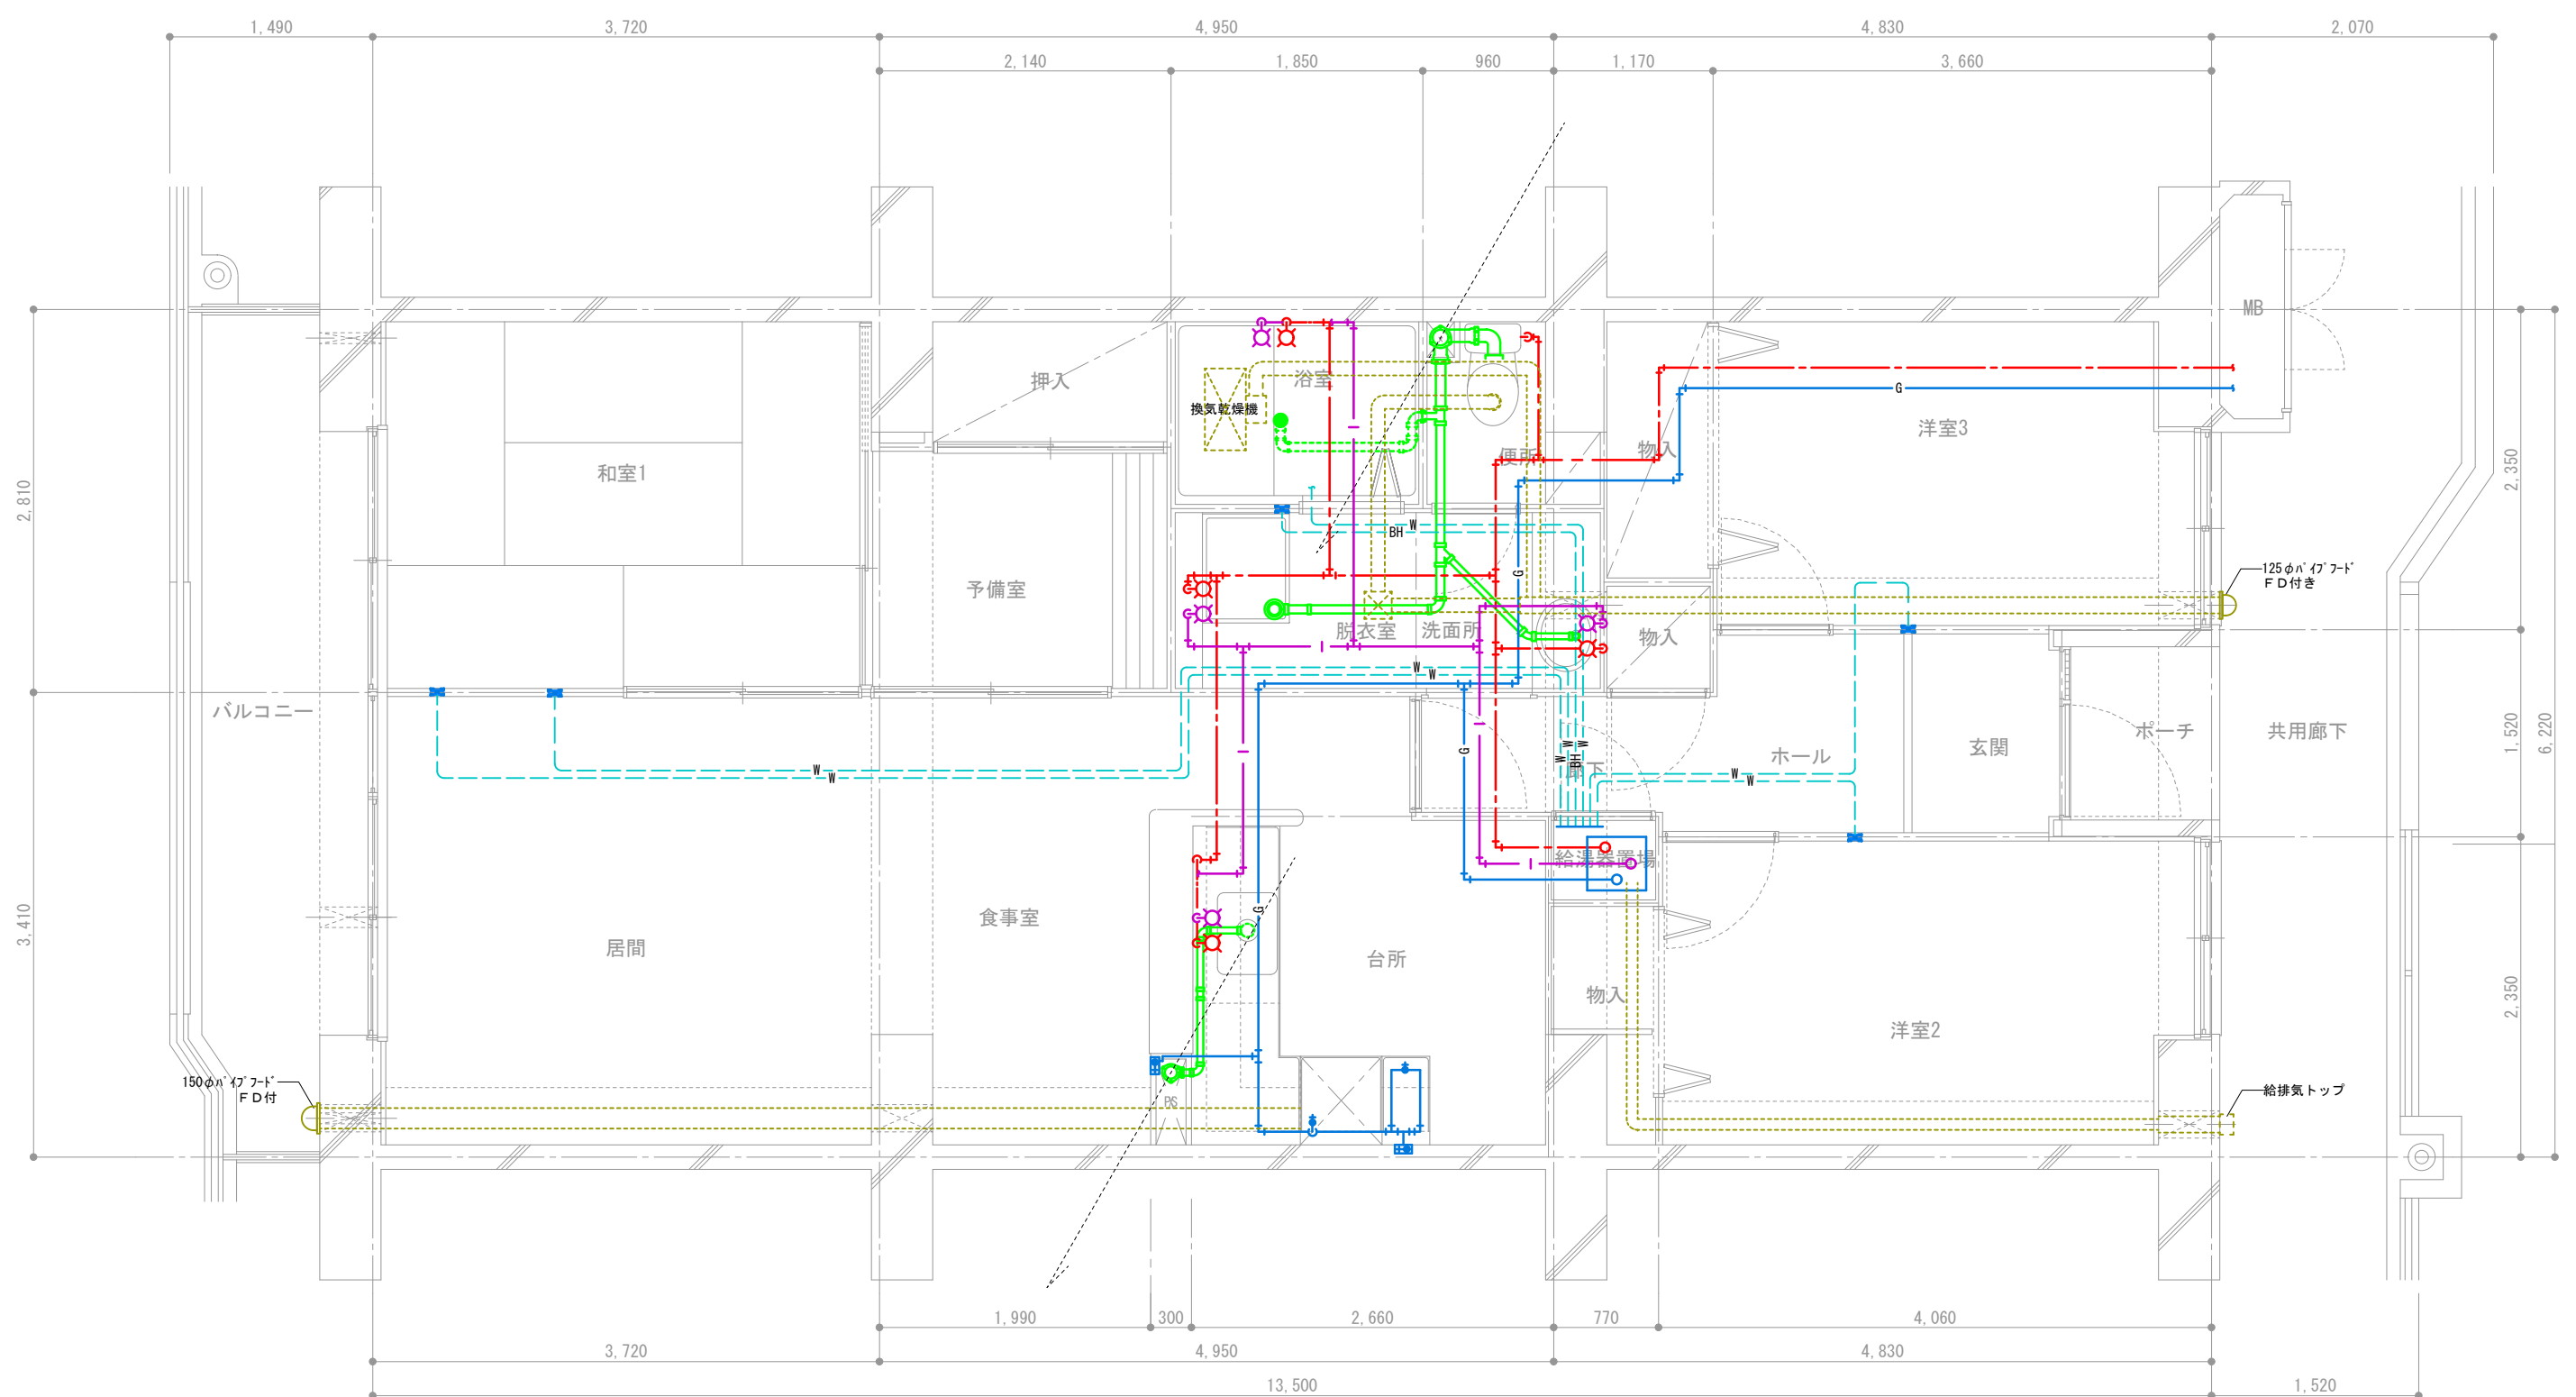 1,490
3,720
4,950
4,830
2,070
2,140
1,850
960
1,170
3,660
MB
押入
浴室
換気乾燥機
G
洋室3
物入
便所
和室1
2,810
2,350
W
BH
G
125φﾊﾟｲﾌﾟﾌｰﾄﾞ
ＦＤ付き
予備室
脱衣室
洗面所
物入
W
W
バルコニー
G
W
W
W
BH
廊下
ホール
玄関
ポーチ
共用廊下
1,520
6,220
W
W
W
W
給湯器置場
3,410
居間
食事室
G
台所
物入
洋室2
2,350
150φﾊﾟｲﾌﾟﾌｰﾄﾞ
ＦＤ付
PS
給排気トップ
1,990
300
2,660
770
4,060
3,720
4,950
4,830
13,500
1,520